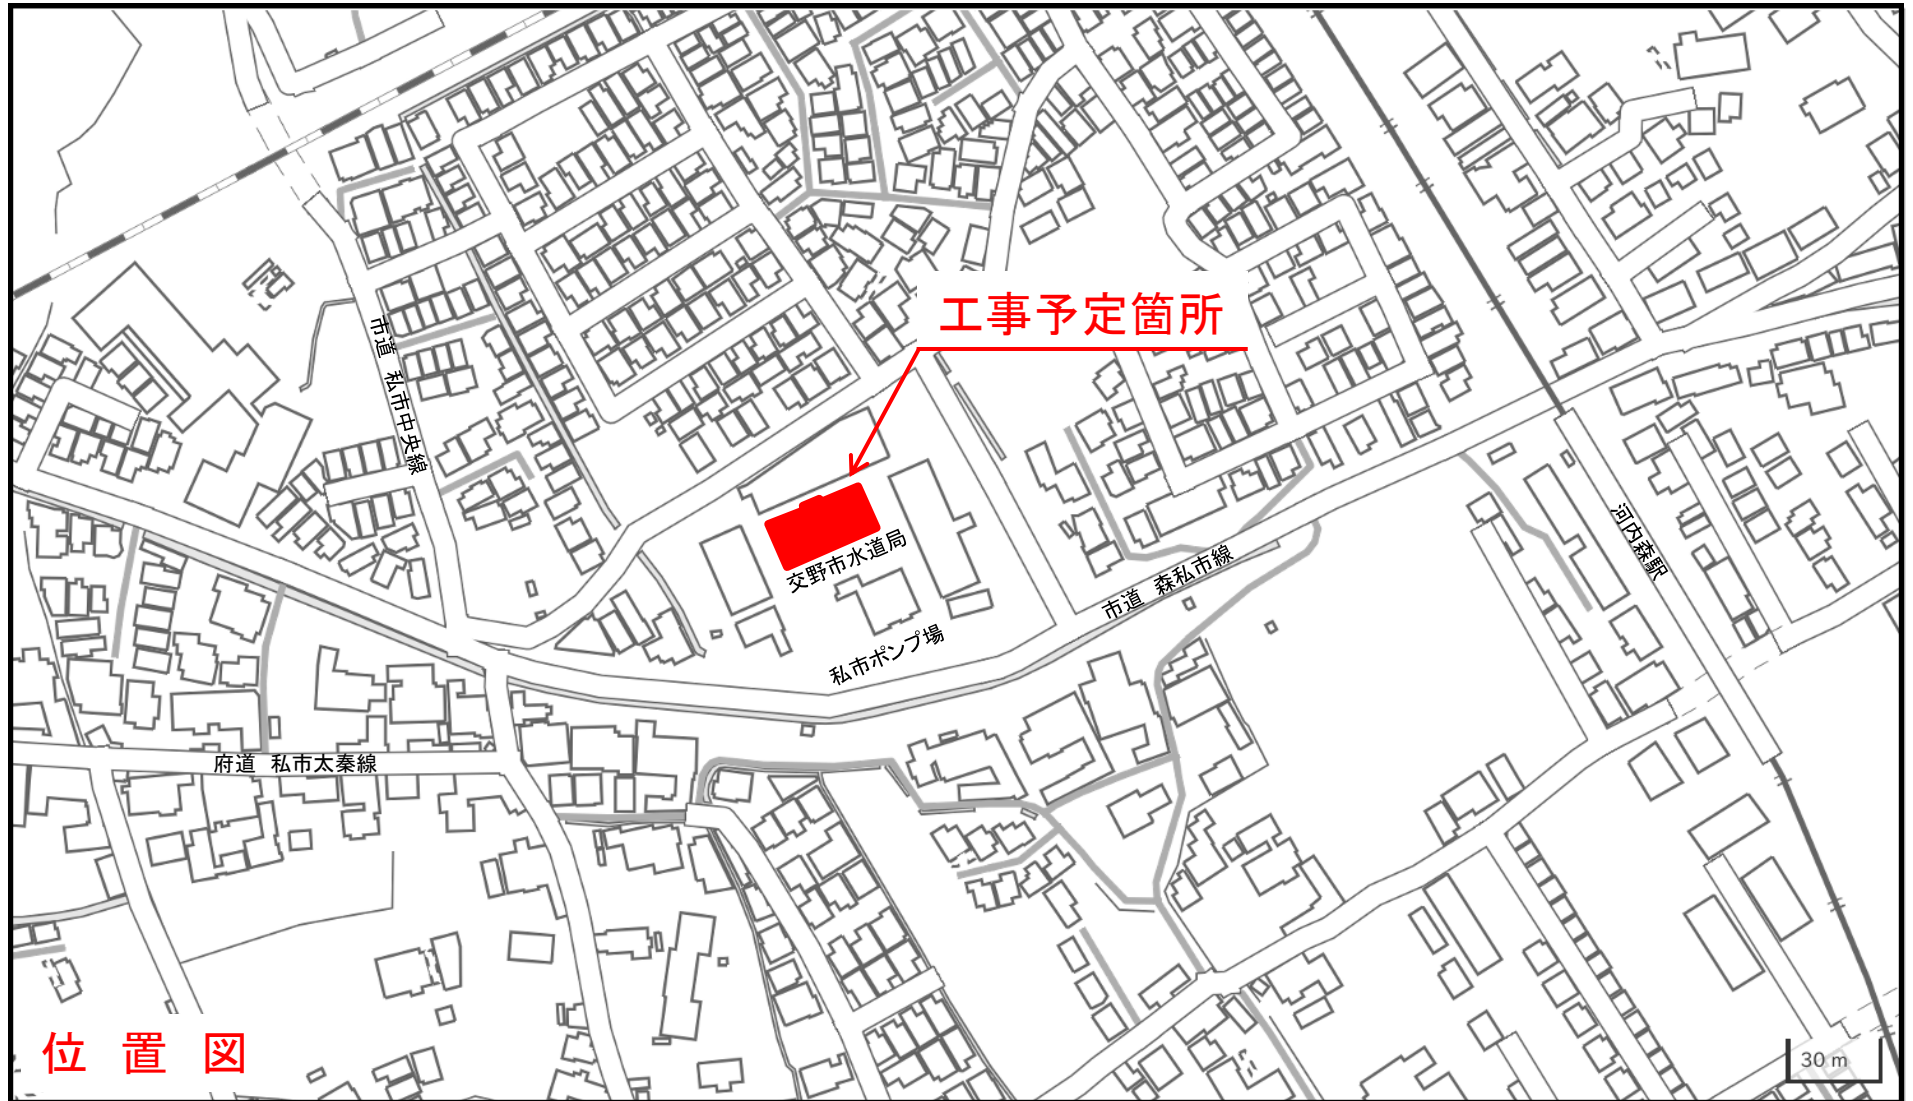 工事予定箇所
市道 私市中央線
交野市水道局
河内森駅
市道 森私市線
私市ポンプ場
府道 私市太秦線
位 置 図
30 m